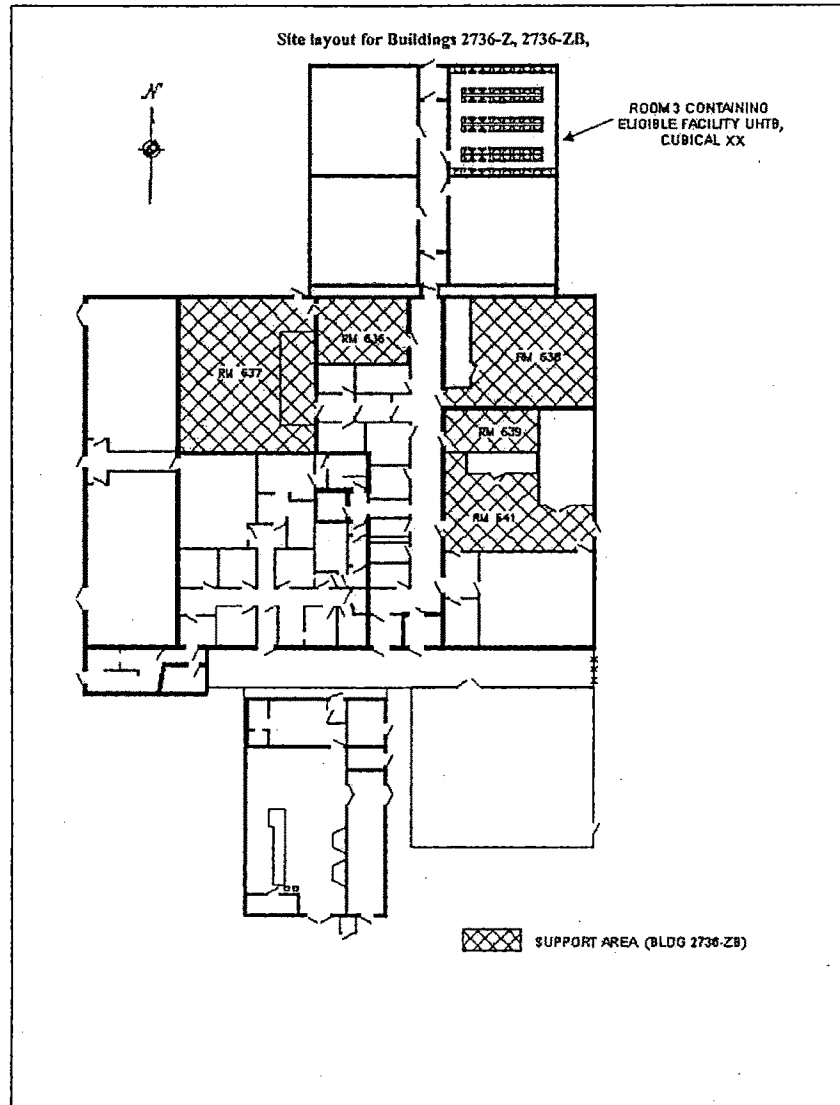 Site layout for Buildings 2736-Z, 2736-ZB,
N
ROOM 3 CONTAINING
ELIGIBLE FACILITY UHTB,
CUBICAL XX
RM 636
RM 638
RM 637
RM 639
RM 641
SUPPORT AREA (BLDG 2736-ZB)